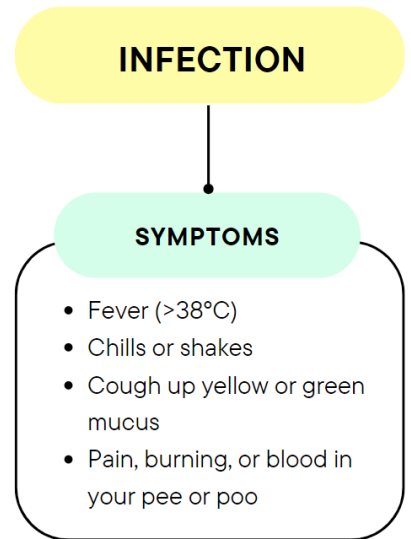 INFECTION
SYMPTOMS
• Fever (>38°C)
• Chills or shakes
• Cough up yellow or green
mucus
• Pain, burning, or blood in
your pee or poo